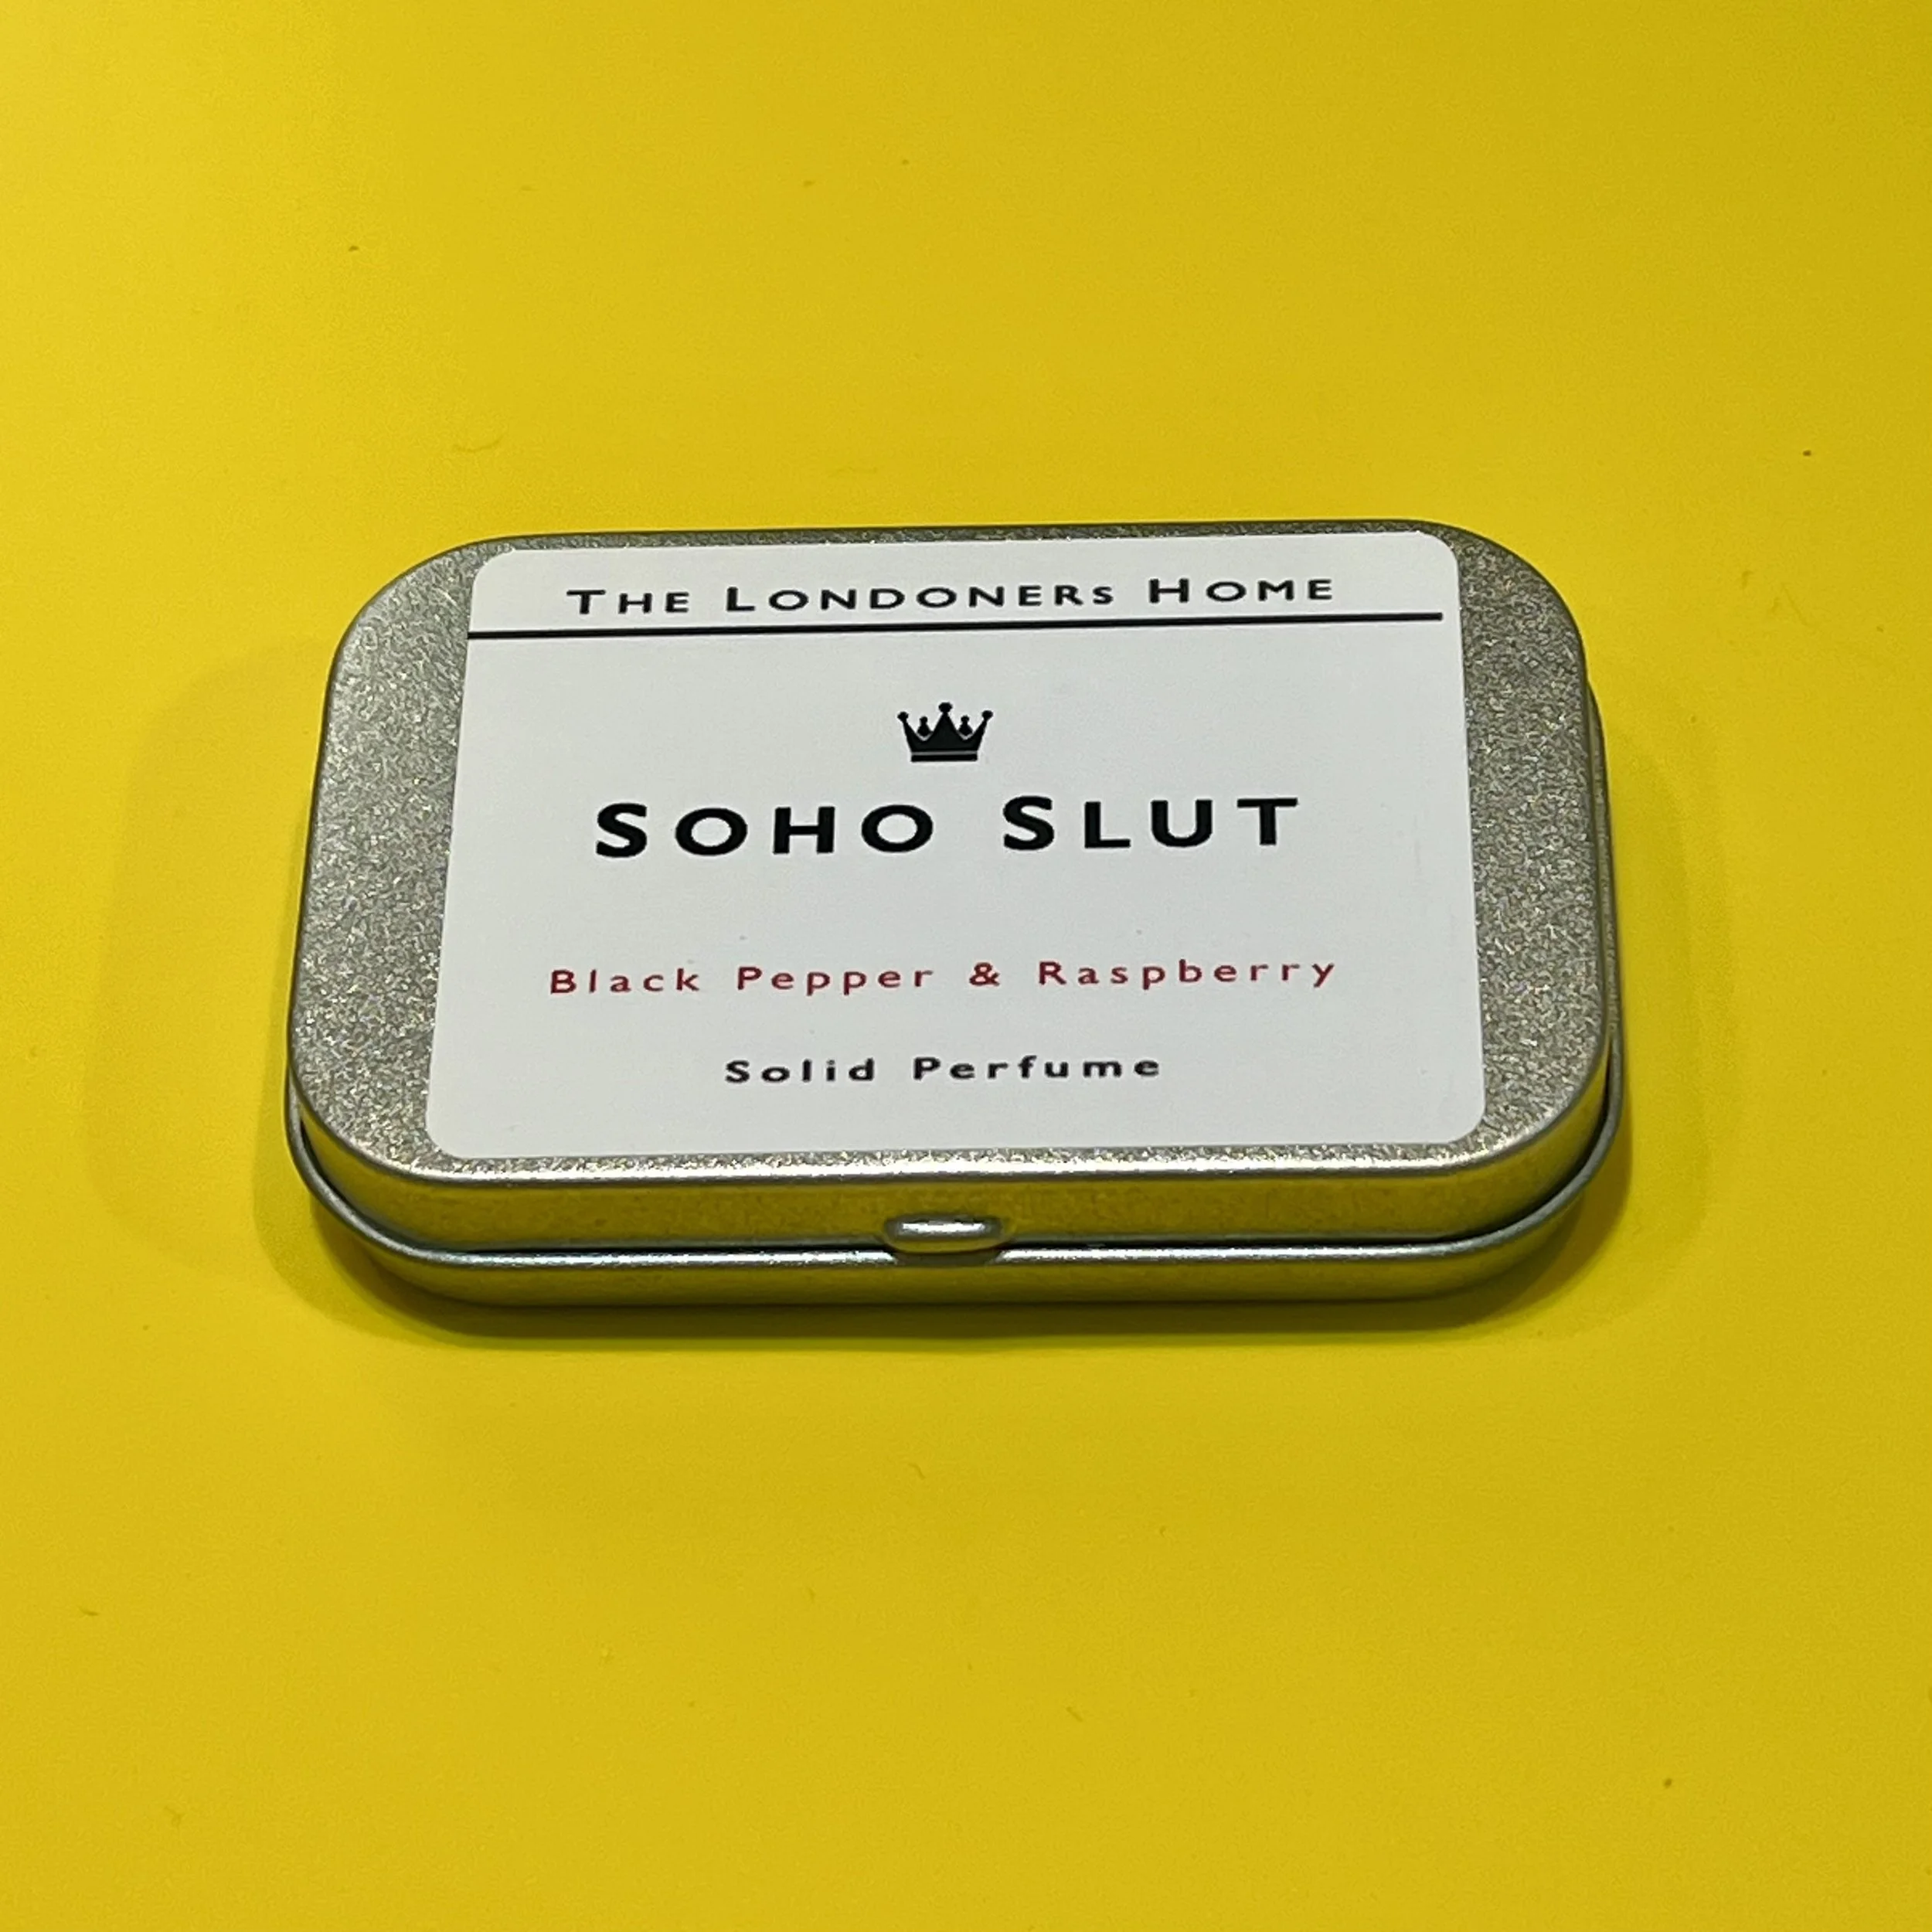 THE LONDONERS HOME
SOHO SLUT
Black Pepper & Raspberry
Solid Perfume